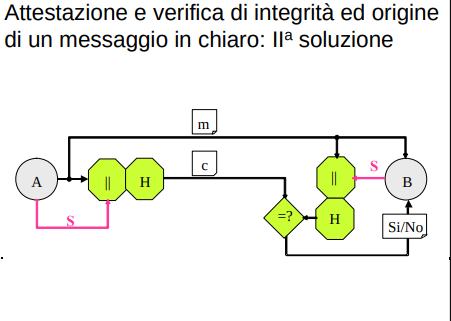 Attestazione e verifica di integrità ed origine
di un messaggio in chiaro: IIª soluzione
m
c
S
A
||
H
||
B
S
=?
H
Si/No